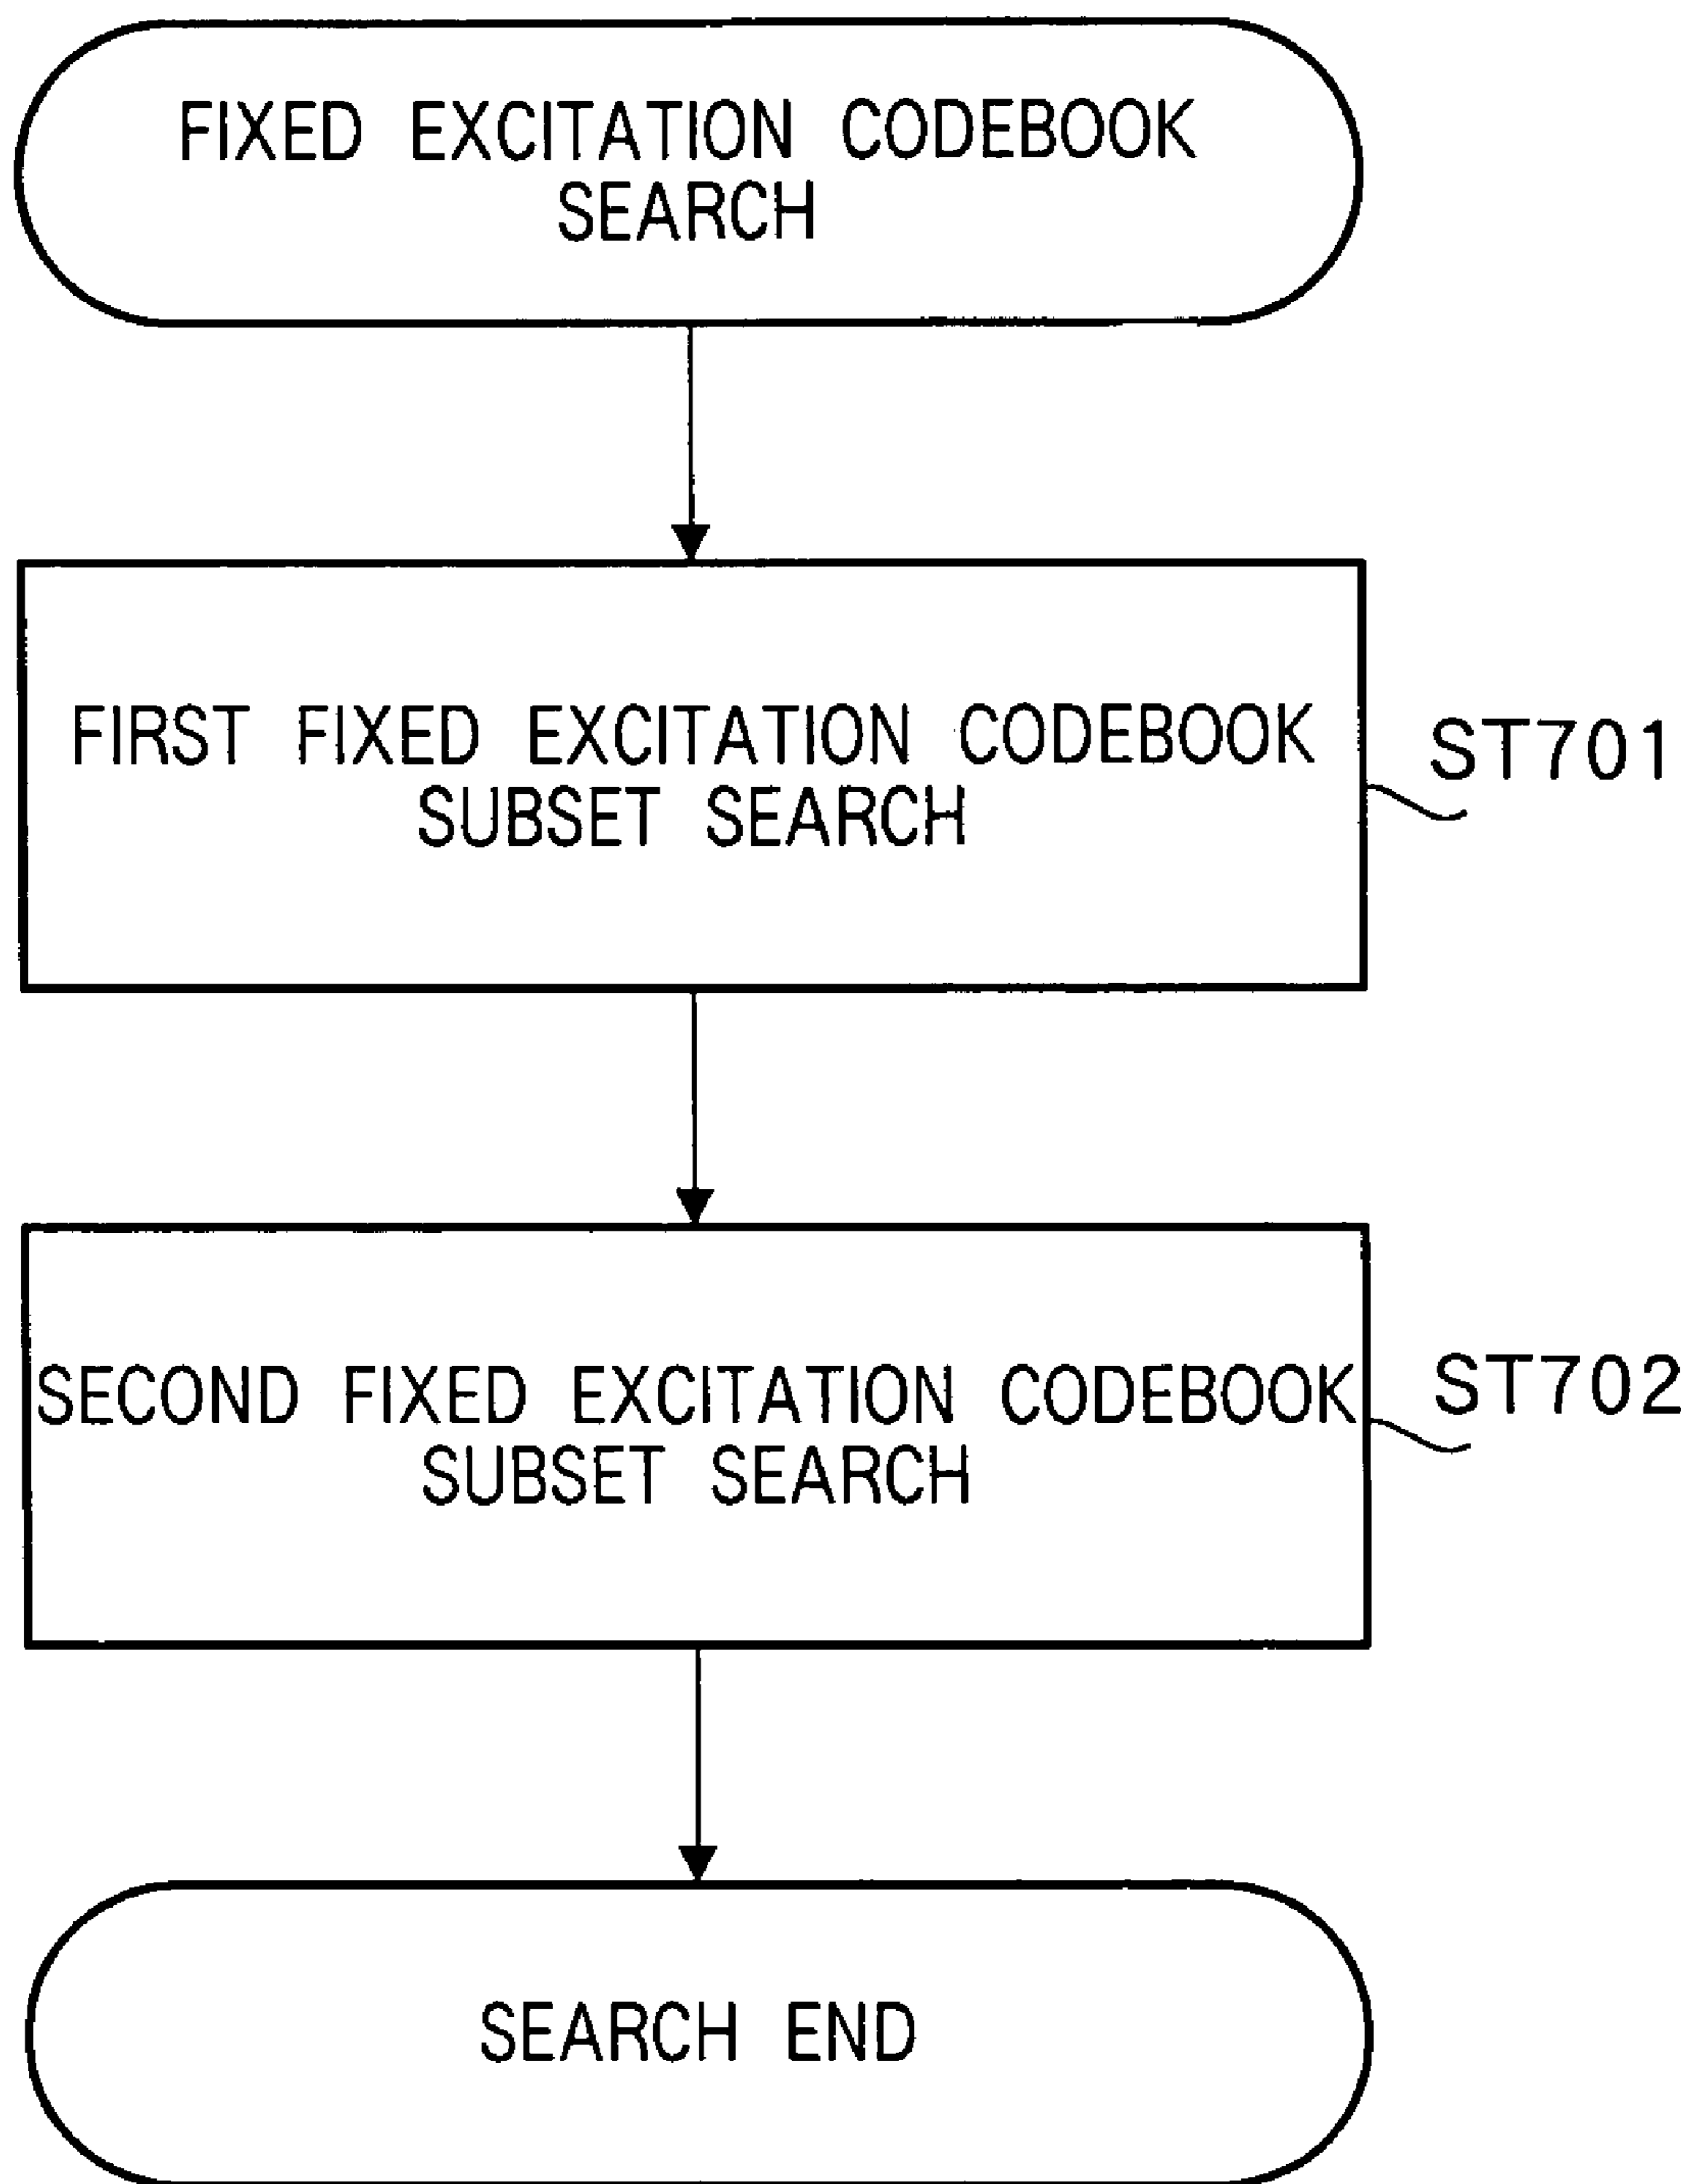 FIXED EXCITATION CODEBOOK
SEARCH
FIRST FIXED EXCITATION CODEBOOK
SUBSET SEARCH
ST701
SECOND FIXED EXCITATION CODEBOOK
SUBSET SEARCH
ST702
SEARCH END